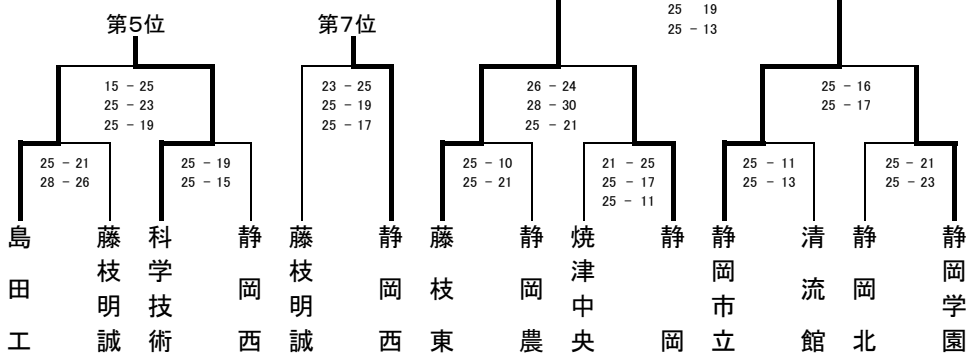 25 19
25 - 13
第5位 第7位
15 - 25
25 - 23
25 - 19
23 - 25
25 - 19
25 - 17
26 - 24
28 - 30
25 - 21
25 - 16
25 - 17
25 - 21
28 - 26
25 - 19
25 - 15
25 - 10
25 - 21
21 - 25
25 - 17
25 - 11
25 - 11
25 - 13
25 - 21
25 - 23
島田工
藤枝明誠
科学技術
静岡西
藤枝明誠
静岡西
藤枝東
静岡農
焼津中央
静岡
静岡市立
清流館
静岡北
静岡学園